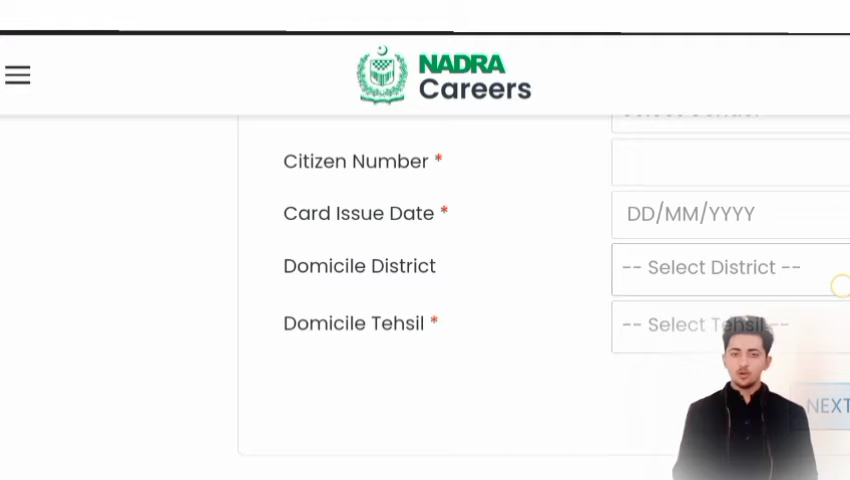 NADRA
Careers
Citizen Number *
Card Issue Date * DD/MM/YYYY
Domicile District -- Select District --
Domicile Tehsil * -- Select Tehsil --
NEXT